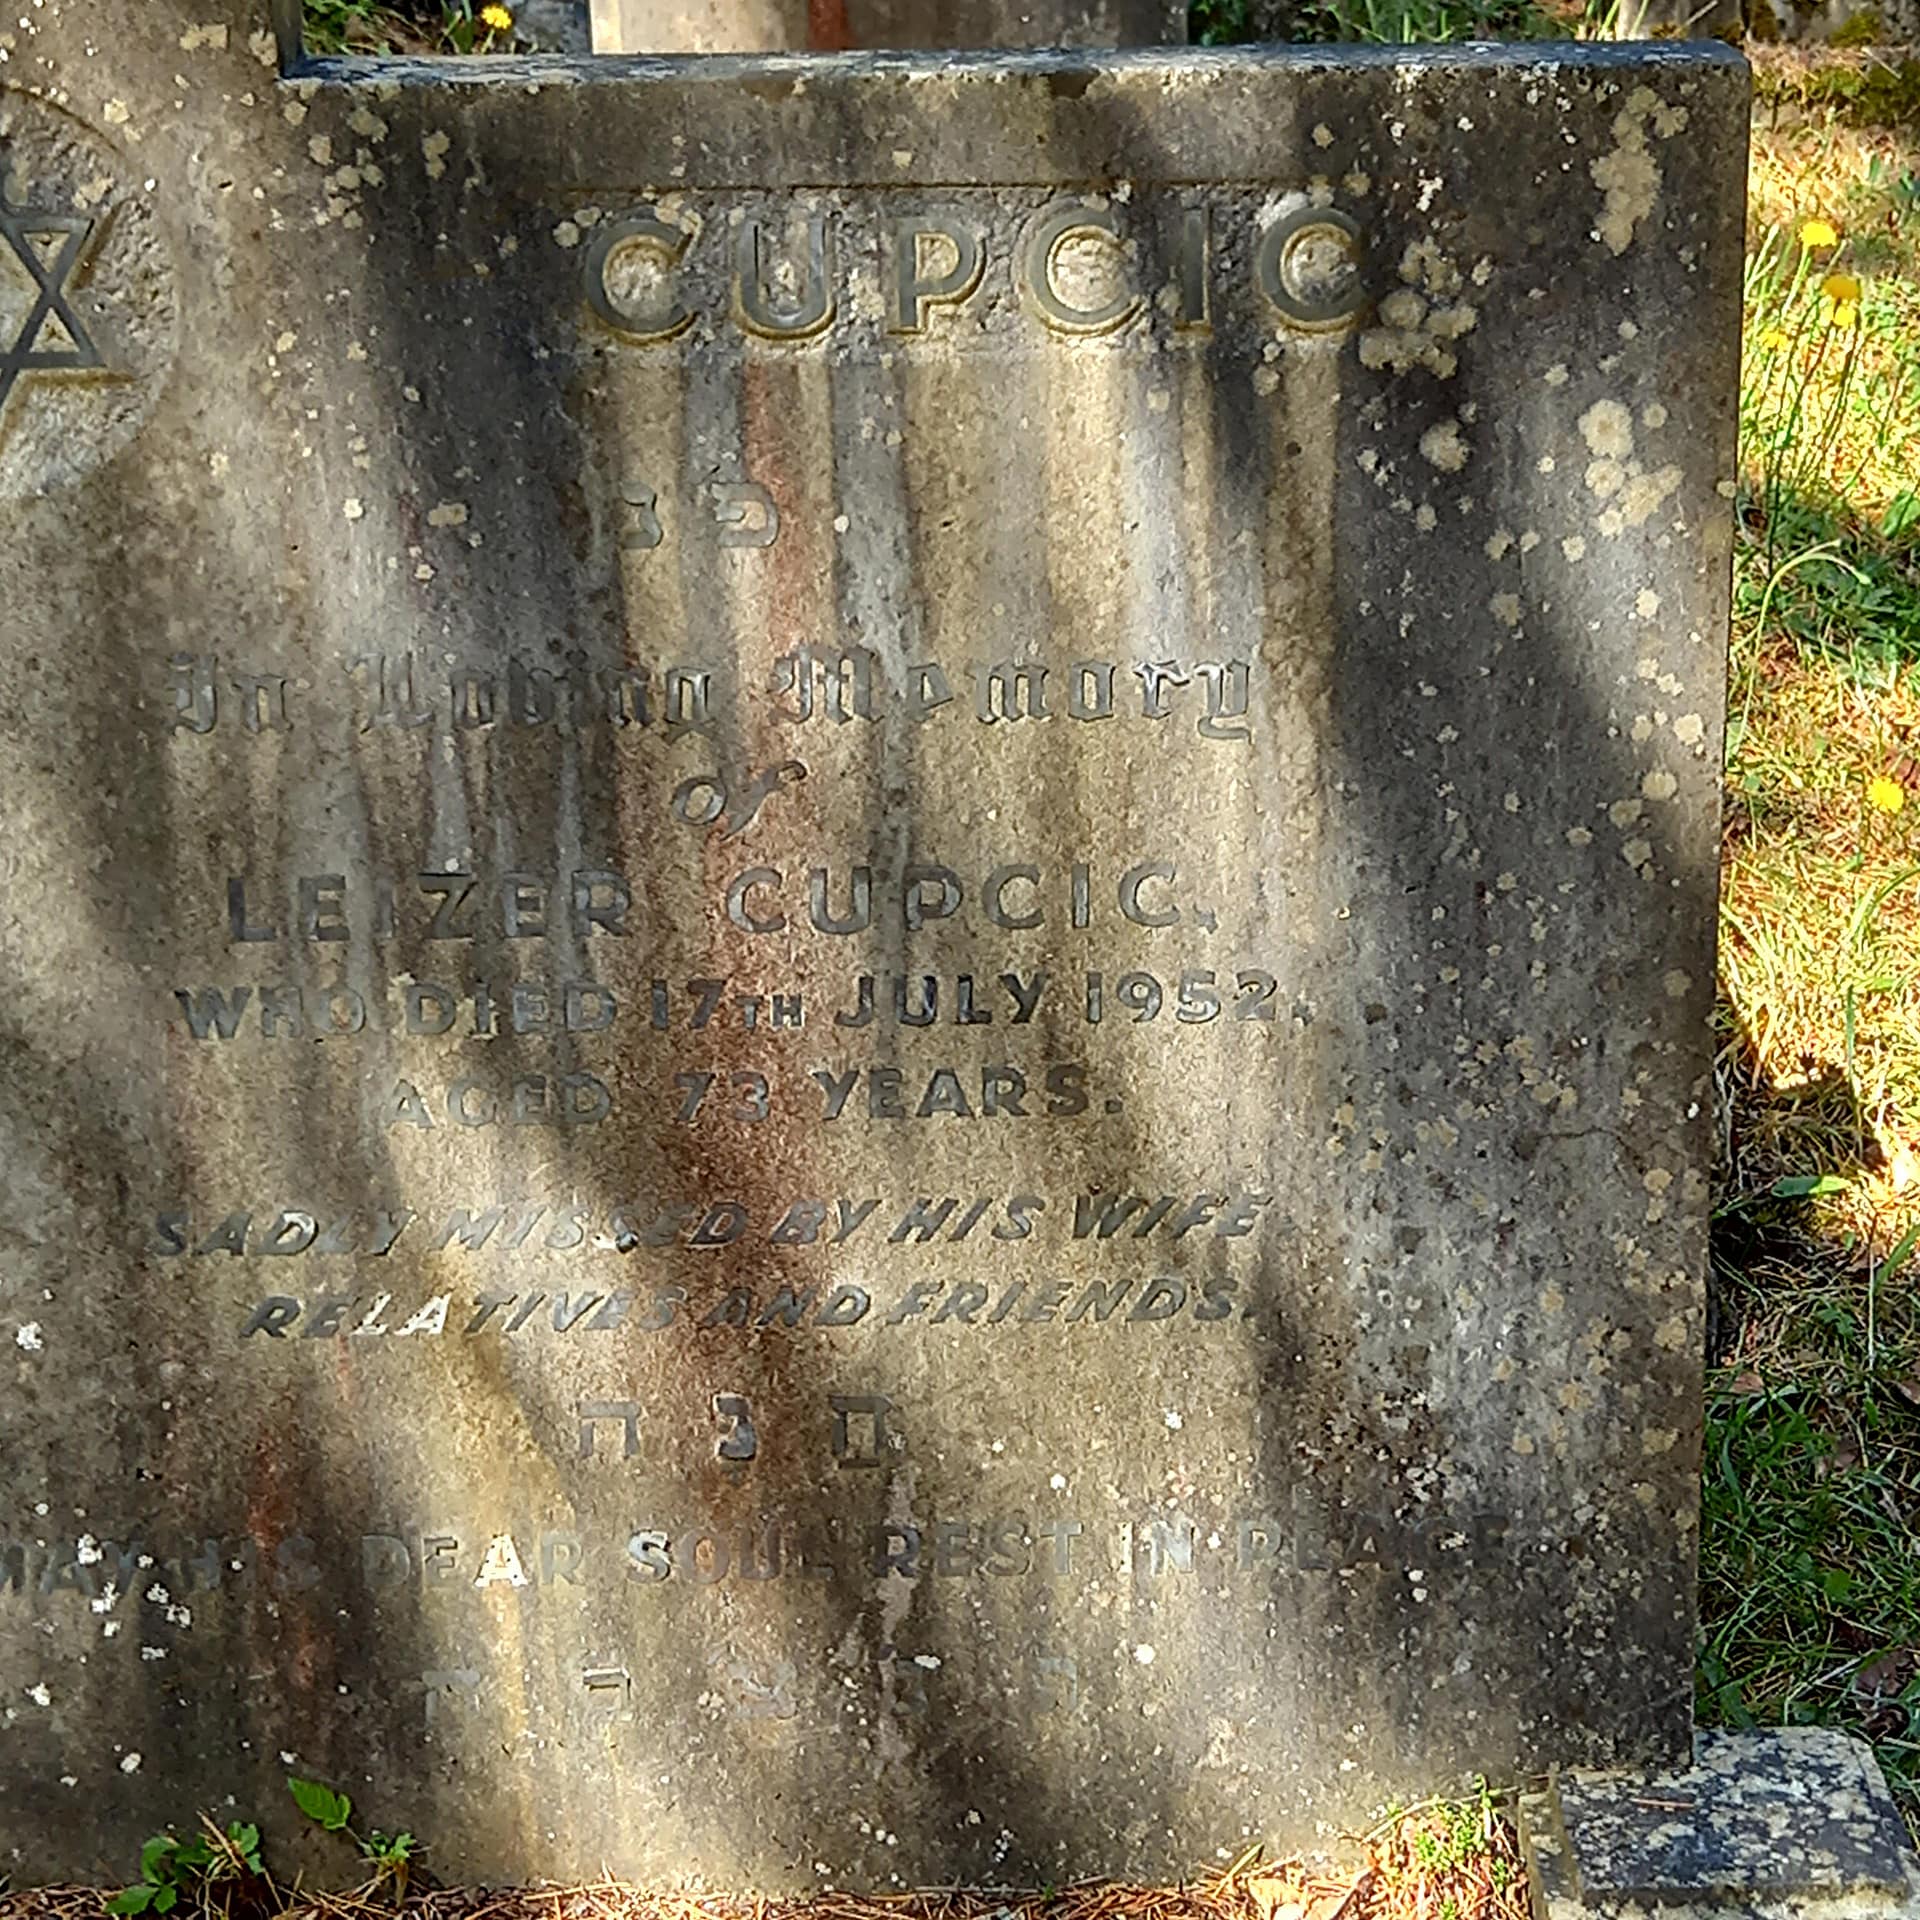 CUPCIC
פ נ
In Loving Memory
of
LEIZER CUPCIC.
WHO DIED 17TH JULY 1952.
AGED 73 YEARS.
SADLY MISSED BY HIS WIFE.
RELATIVES AND FRIENDS.
MAY HIS DEAR SOUL REST IN PEACE.
ת נ צ ב ה